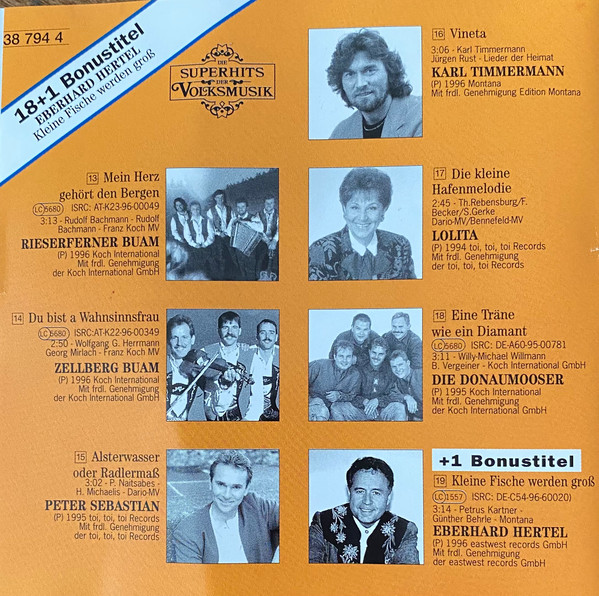 38 794 4
18+1 Bonustitel
EBERHARD HERTEL
Kleine Fische werden groß
DIE
SUPERHITS
DER
VOLKSMUSIK
13 Mein Herz
gehört den Bergen
LC 5680 ISRC: AT-K23-96-00049
3:13 - Rudolf Bachmann - Rudolf
Bachmann - Franz Koch MV
RIESERFERNER BUAM
(P) 1996 Koch International
Mit frdl. Genehmigung
der Koch International GmbH
14 Du bist a Wahnsinnsfrau
LC 5680 ISRC:AT-K22-96-00349
2:50 - Wolfgang G. Herrmann
Georg Mirlach - Franz Koch MV
ZELLBERG BUAM
(P) 1996 Koch International
Mit frdl. Genehmigung
der Koch International GmbH
15 Alsterwasser
oder Radlermaß
3:02 - P. Naitsabes -
H. Michaelis - Dario-MV
PETER SEBASTIAN
(P) 1995 toi, toi, toi Records
Mit frdl. Genehmigung
der toi, toi, toi Records
16 Vineta
3:06 - Karl Timmermann
Jürgen Rust - Lieder der Heimat
KARL TIMMERMANN
(P) 1996 Montana
Mit frdl. Genehmigung Edition Montana
17 Die kleine
Hafenmelodie
2:45 - Th.Rebensburg/F.
Becker/S.Gerke
Dario-MV/Bennefeld-MV
LOLITA
(P) 1994 toi, toi, toi Records
Mit frdl. Genehmigung
der toi, toi, toi Records
18 Eine Träne
wie ein Diamant
LC 5680 ISRC: DE-A60-95-00781
3:11 - Willy-Michael Willmann
B. Vergeiner - Koch International GmbH
DIE DONAUMOOSER
(P) 1995 Koch International
Mit frdl. Genehmigung
der Koch International GmbH
+1 Bonustitel
19 Kleine Fische werden groß
LC 1557 ISRC: DE-C54-96-60020)
3:14 - Petrus Kartner -
Günther Behrle - Montana
EBERHARD HERTEL
(P) 1996 eastwest records GmbH
Mit frdl. Genehmigung
der eastwest records GmbH